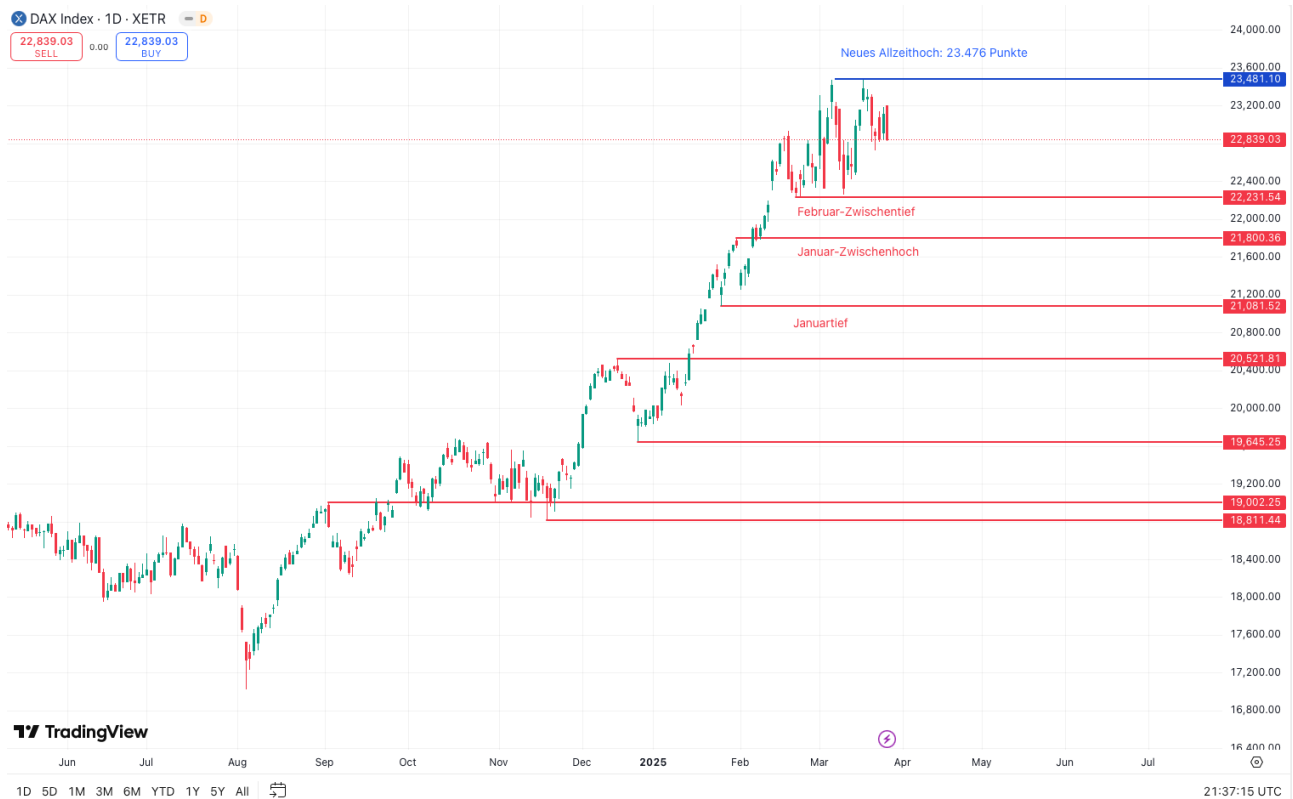 DAX Index · 1D · XETR
D
22,839.03
SELL
0.00
22,839.03
BUY
Neues Allzeithoch: 23.476 Punkte
Februar-Zwischentief
Januar-Zwischenhoch
Januartief
24,000.00
23,600.00
23,481.10
23,200.00
22,839.03
22,400.00
22,231.54
22,000.00
21,800.36
21,600.00
21,200.00
21,081.52
20,800.00
20,521.81
20,400.00
20,000.00
19,645.25
19,200.00
19,002.25
18,811.44
18,400.00
18,000.00
17,600.00
17,200.00
16,800.00
16,400.00
TradingView
Jun Jul Aug Sep Oct Nov Dec 2025 Feb Mar Apr May Jun Jul
1D 5D 1M 3M 6M YTD 1Y 5Y All
21:37:15 UTC